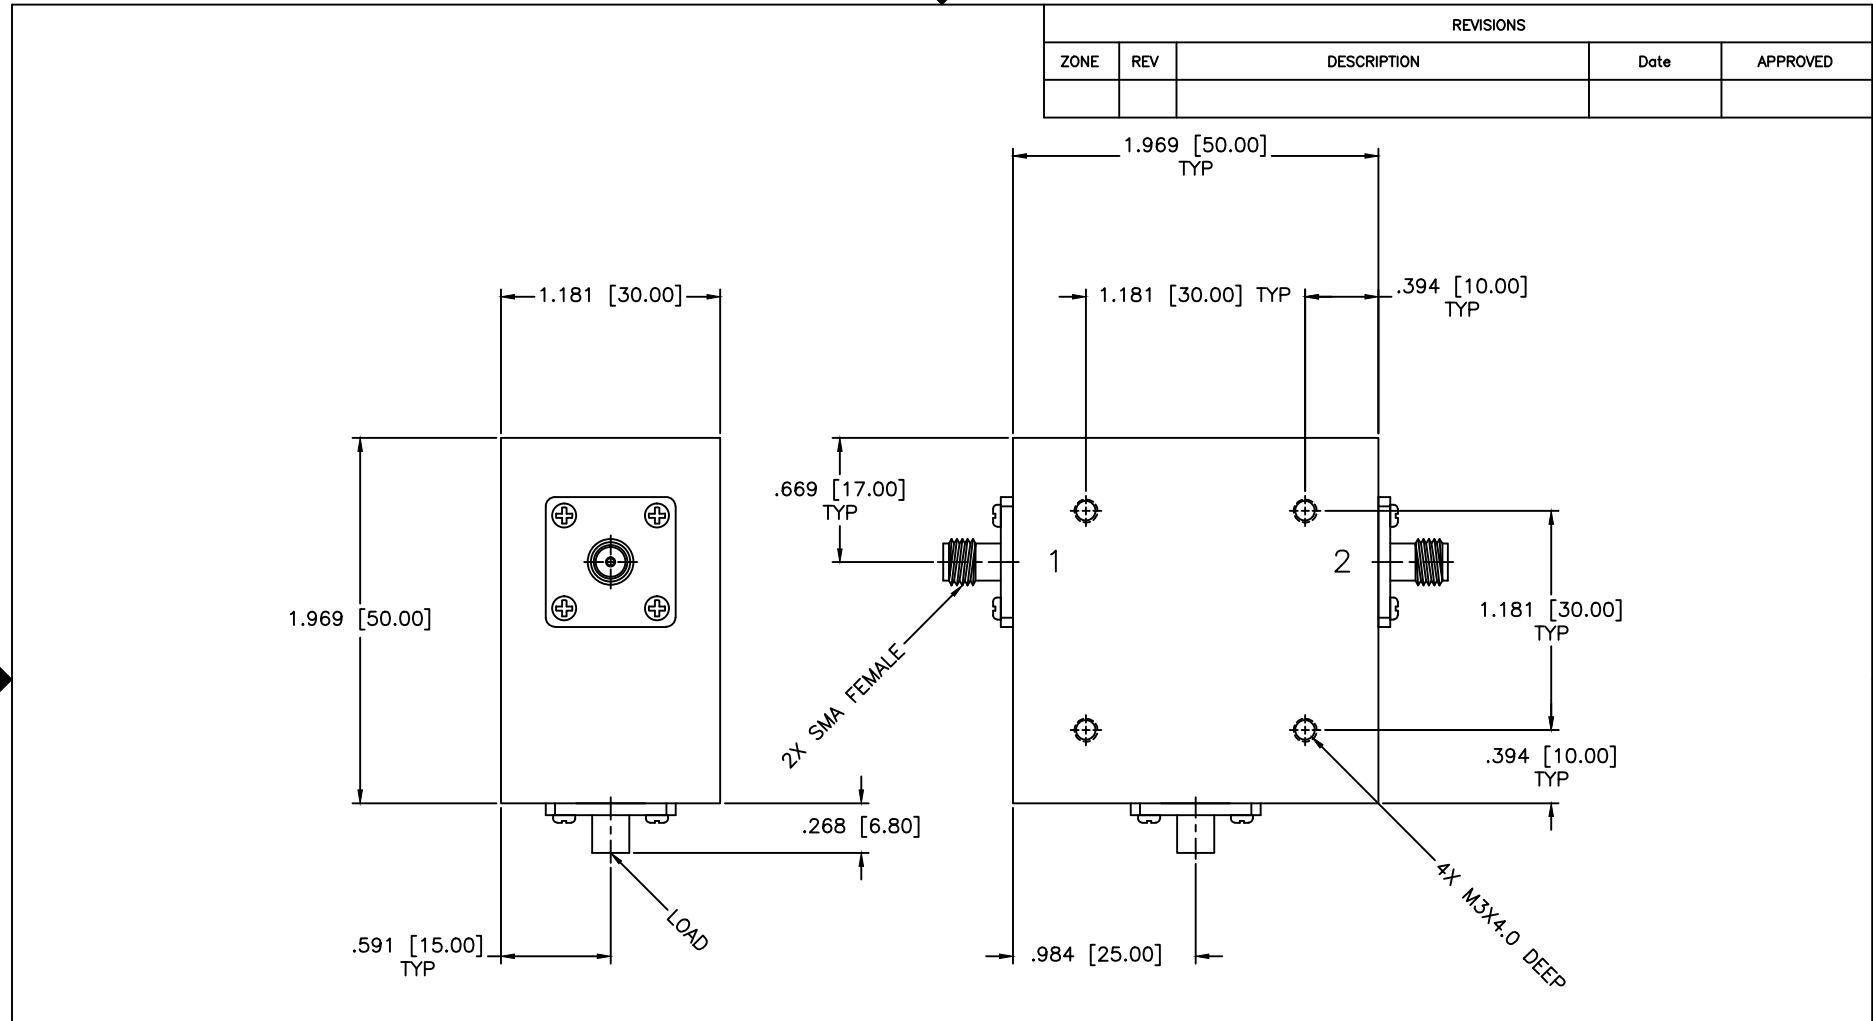 REVISIONS
ZONE REV DESCRIPTION Date APPROVED
1.969 [50.00]
TYP
1.181 [30.00]
1.181 [30.00] TYP
.394 [10.00]
TYP
.669 [17.00]
TYP
1
2
1.969 [50.00]
1.181 [30.00]
TYP
2X SMA FEMALE
.394 [10.00]
TYP
.268 [6.80]
LOAD
4X M3X4.0 DEEP
.591 [15.00]
TYP
.984 [25.00]